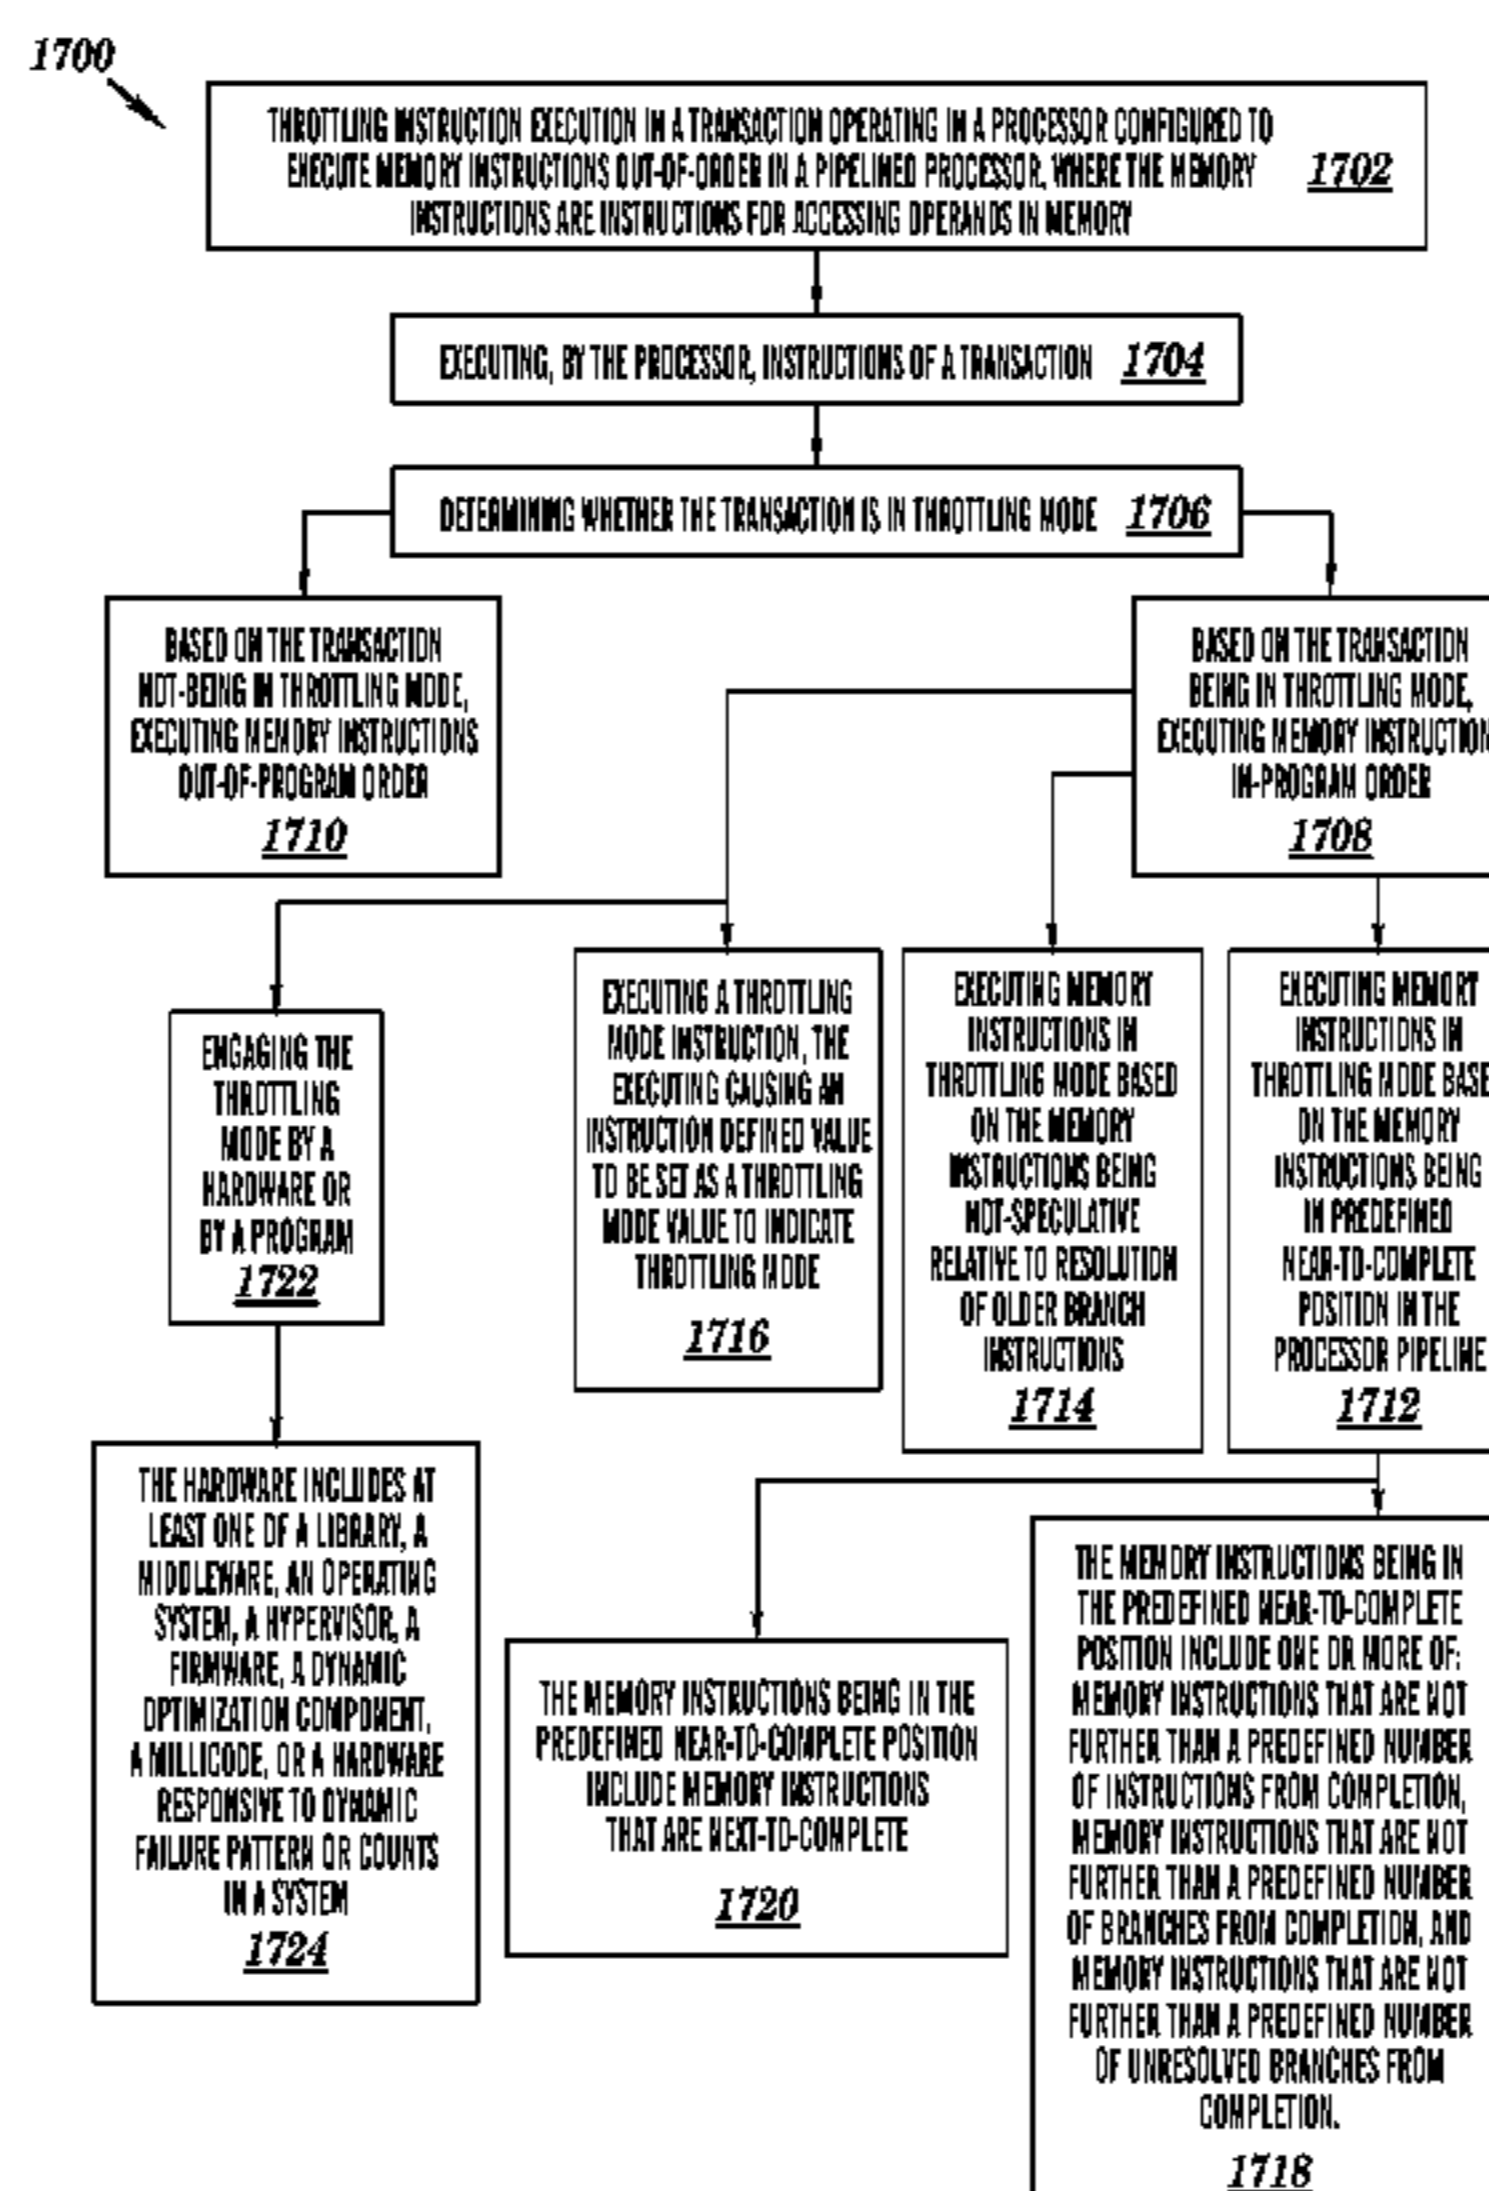 1700
THROTTLING INSTRUCTION EXECUTION IN A TRANSACTION OPERATING IN A PROCESSOR CONFIGURED TO
EXECUTE MEMORY INSTRUCTIONS OUT-OF-ORDER IN A PIPELINED PROCESSOR, WHERE THE MEMORY
INSTRUCTIONS ARE INSTRUCTIONS FOR ACCESSING OPERANDS IN MEMORY
1702
EXECUTING, BY THE PROCESSOR, INSTRUCTIONS OF A TRANSACTION 1704
DETERMINING WHETHER THE TRANSACTION IS IN THROTTLING MODE 1706
BASED ON THE TRANSACTION
NOT-BEING IN THROTTLING MODE,
EXECUTING MEMORY INSTRUCTIONS
OUT-OF-PROGRAM ORDER
1710
BASED ON THE TRANSACTION
BEING IN THROTTLING MODE,
EXECUTING MEMORY INSTRUCTION
IN-PROGRAM ORDER
1708
ENGAGING THE
THROTTLING
MODE BY A
HARDWARE OR
BY A PROGRAM
1722
EXECUTING A THROTTLING
MODE INSTRUCTION, THE
EXECUTING CAUSING AN
INSTRUCTION DEFINED VALUE
TO BE SET AS A THROTTLING
MODE VALUE TO INDICATE
THROTTLING MODE
1716
EXECUTING MEMORY
INSTRUCTIONS IN
THROTTLING MODE BASED
ON THE MEMORY
INSTRUCTIONS BEING
NOT-SPECULATIVE
RELATIVE TO RESOLUTION
OF OLDER BRANCH
INSTRUCTIONS
1714
EXECUTING MEMORY
INSTRUCTIONS IN
THROTTLING MODE BASE
ON THE MEMORY
INSTRUCTIONS BEING
IN PREDEFINED
NEAR-TO-COMPLETE
POSITION IN THE
PROCESSOR PIPELINE
1712
THE HARDWARE INCLUDES AT
LEAST ONE OF A LIBRARY, A
MIDDLEWARE, AN OPERATING
SYSTEM, A HYPERVISOR, A
FIRMWARE, A DYNAMIC
OPTIMIZATION COMPONENT,
A MILLICODE, OR A HARDWARE
RESPONSIVE TO DYNAMIC
FAILURE PATTERN OR COUNTS
IN A SYSTEM
1724
THE MEMORY INSTRUCTIONS BEING IN THE
PREDEFINED NEAR-TO-COMPLETE POSITION
INCLUDE MEMORY INSTRUCTIONS
THAT ARE NEXT-TO-COMPLETE
1720
THE MEMORY INSTRUCTIONS BEING IN
THE PREDEFINED NEAR-TO-COMPLETE
POSITION INCLUDE ONE OR MORE OF:
MEMORY INSTRUCTIONS THAT ARE NOT
FURTHER THAN A PREDEFINED NUMBER
OF INSTRUCTIONS FROM COMPLETION,
MEMORY INSTRUCTIONS THAT ARE NOT
FURTHER THAN A PREDEFINED NUMBER
OF BRANCHES FROM COMPLETION, AND
MEMORY INSTRUCTIONS THAT ARE NOT
FURTHER THAN A PREDEFINED NUMBER
OF UNRESOLVED BRANCHES FROM
COMPLETION.
1718